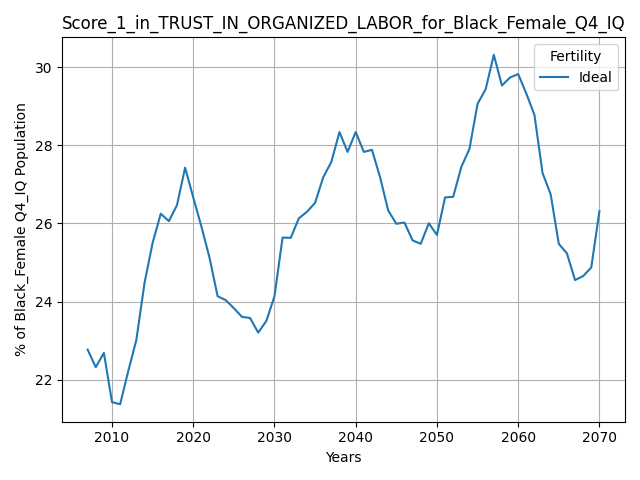 Score_1_in_TRUST_IN_ORGANIZED_LABOR_for_Black_Female_Q4_IQ
Fertility
Ideal
% of Black_Female Q4_IQ Population
30
28
26
24
22
2010 2020 2030 2040 2050 2060 2070
Years